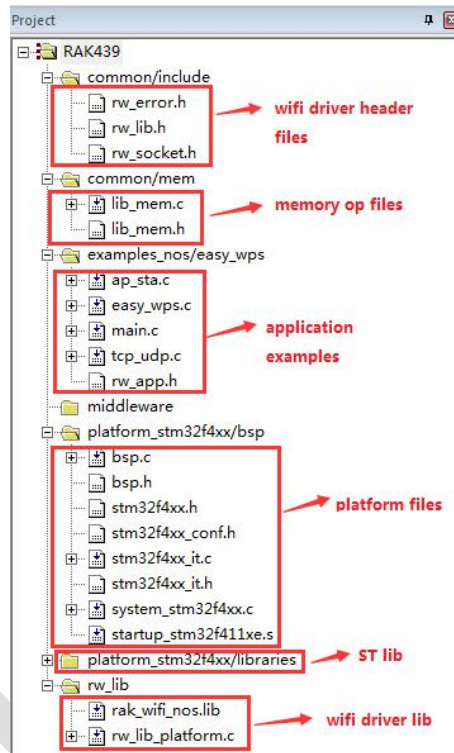 Project
RAK439
common/include
rw_error.h
rw_lib.h
rw_socket.h
wifi driver header
files
common/mem
lib_mem.c
lib_mem.h
memory op files
examples_nos/easy_wps
ap_sta.c
easy_wps.c
main.c
tcp_udp.c
rw_app.h
application
examples
middleware
platform_stm32f4xx/bsp
bsp.c
bsp.h
stm32f4xx.h
stm32f4xx_conf.h
stm32f4xx_it.c
stm32f4xx_it.h
system_stm32f4xx.c
startup_stm32f411xe.s
platform files
platform_stm32f4xx/libraries
ST lib
rw_lib
rak_wifi_nos.lib
rw_lib_platform.c
wifi driver lib